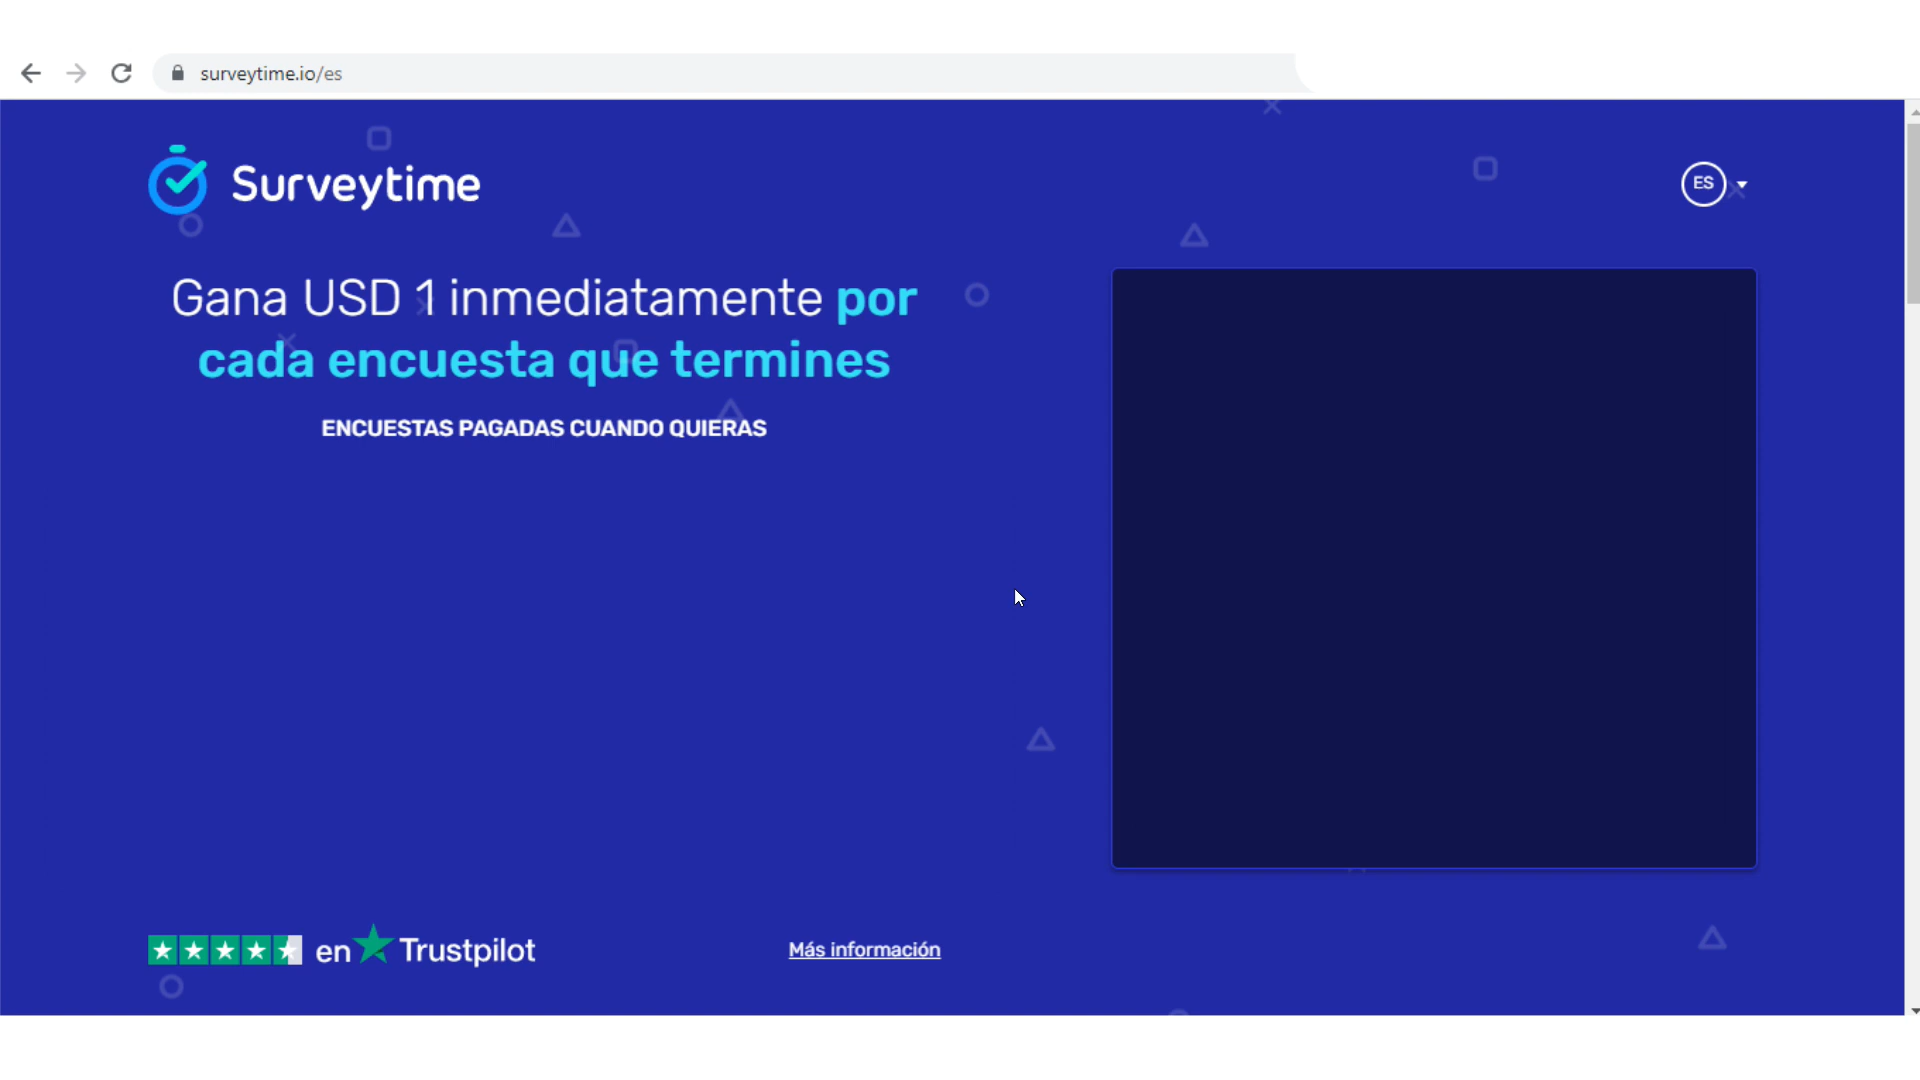 surveytime.io/es
Surveytime
ES
Gana USD 1 inmediatamente por
cada encuesta que termines
ENCUESTAS PAGADAS CUANDO QUIERAS
en Trustpilot
Más información